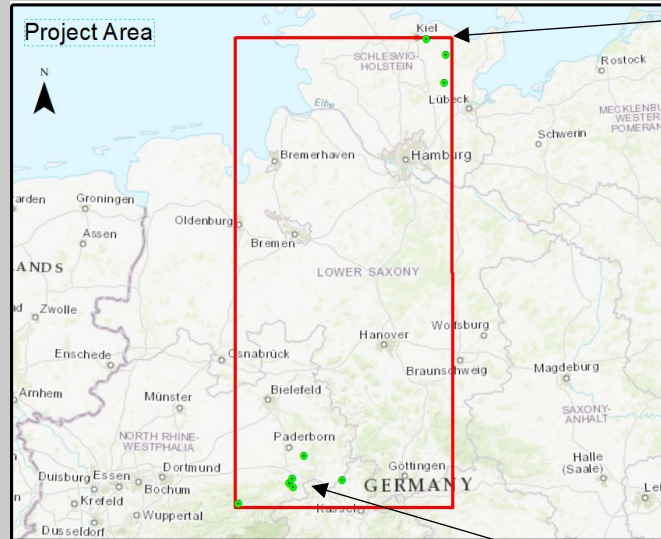 Project Area
N
Kiel
SCHLESWIG-
HOLSTEIN
Rostock
Lübeck
Elbe
MECKLENBU
WESTER
POMERAN
Schwerin
Bremerhaven
Hamburg
arden
Groningen
Oldenburg
Assen
Bremen
ANDS
LOWER SAXONY
Zwolle
Hanover
Wolfsburg
Enschede
Osnabrück
Braunschweig
Magdeburg
Arnhem
Bielefeld
Münster
SAXONY-
ANHALT
NORTH RHINE-
WESTPHALIA
Paderborn
Dortmund
Göttingen
Halle
(Saale)
Duisburg
Essen
Bochum
GERMANY
Lei
Krefeld
Wuppertal
Kassel
Dusseldorf